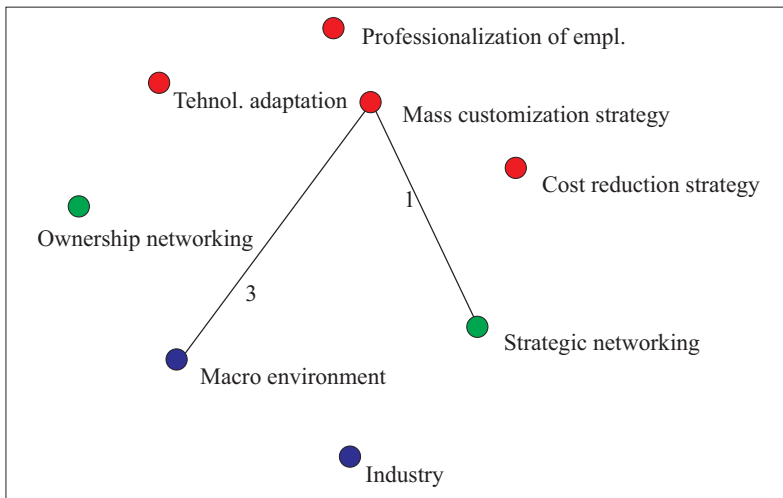 Professionalization of empl.
Tehnol. adaptation
Mass customization strategy
Cost reduction strategy
1
Ownership networking
3
Strategic networking
Macro environment
Industry